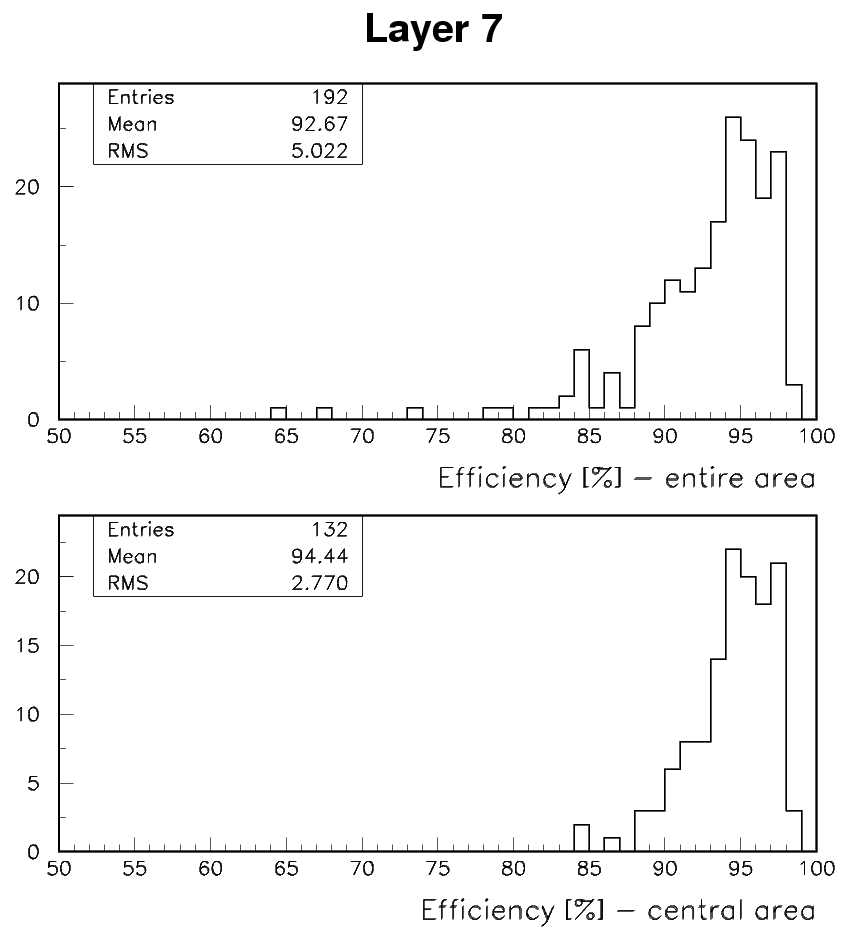 Layer 7
Entries 192
Mean 92.67
RMS 5.022
20
10
0
50 55 60 65 70 75 80 85 90 95 100
Efficiency [%] – entire area
Entries 132
Mean 94.44
RMS 2.770
20
15
10
5
0
50 55 60 65 70 75 80 85 90 95 100
Efficiency [%] – central area